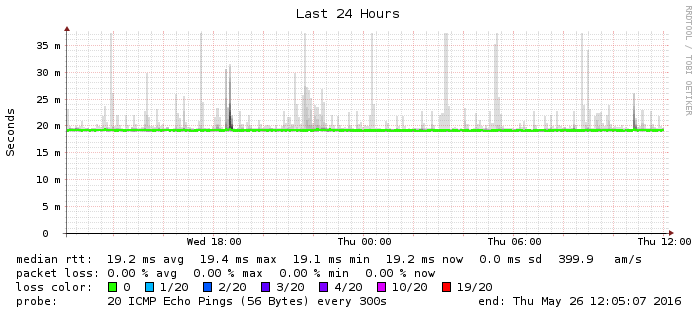 Last 24 Hours
RRDTOOL / TOBI OETIKER
Seconds
35 m
30 m
25 m
20 m
15 m
10 m
5 m
0
Wed 18:00 Thu 00:00 Thu 06:00 Thu 12:00
median rtt: 19.2 ms avg 19.4 ms max 19.1 ms min 19.2 ms now 0.0 ms sd 399.9 am/s
packet loss: 0.00 % avg 0.00 % max 0.00 % min 0.00 % now
loss color: 0 1/20 2/20 3/20 4/20 10/20 19/20
probe: 20 ICMP Echo Pings (56 Bytes) every 300s end: Thu May 26 12:05:07 2016